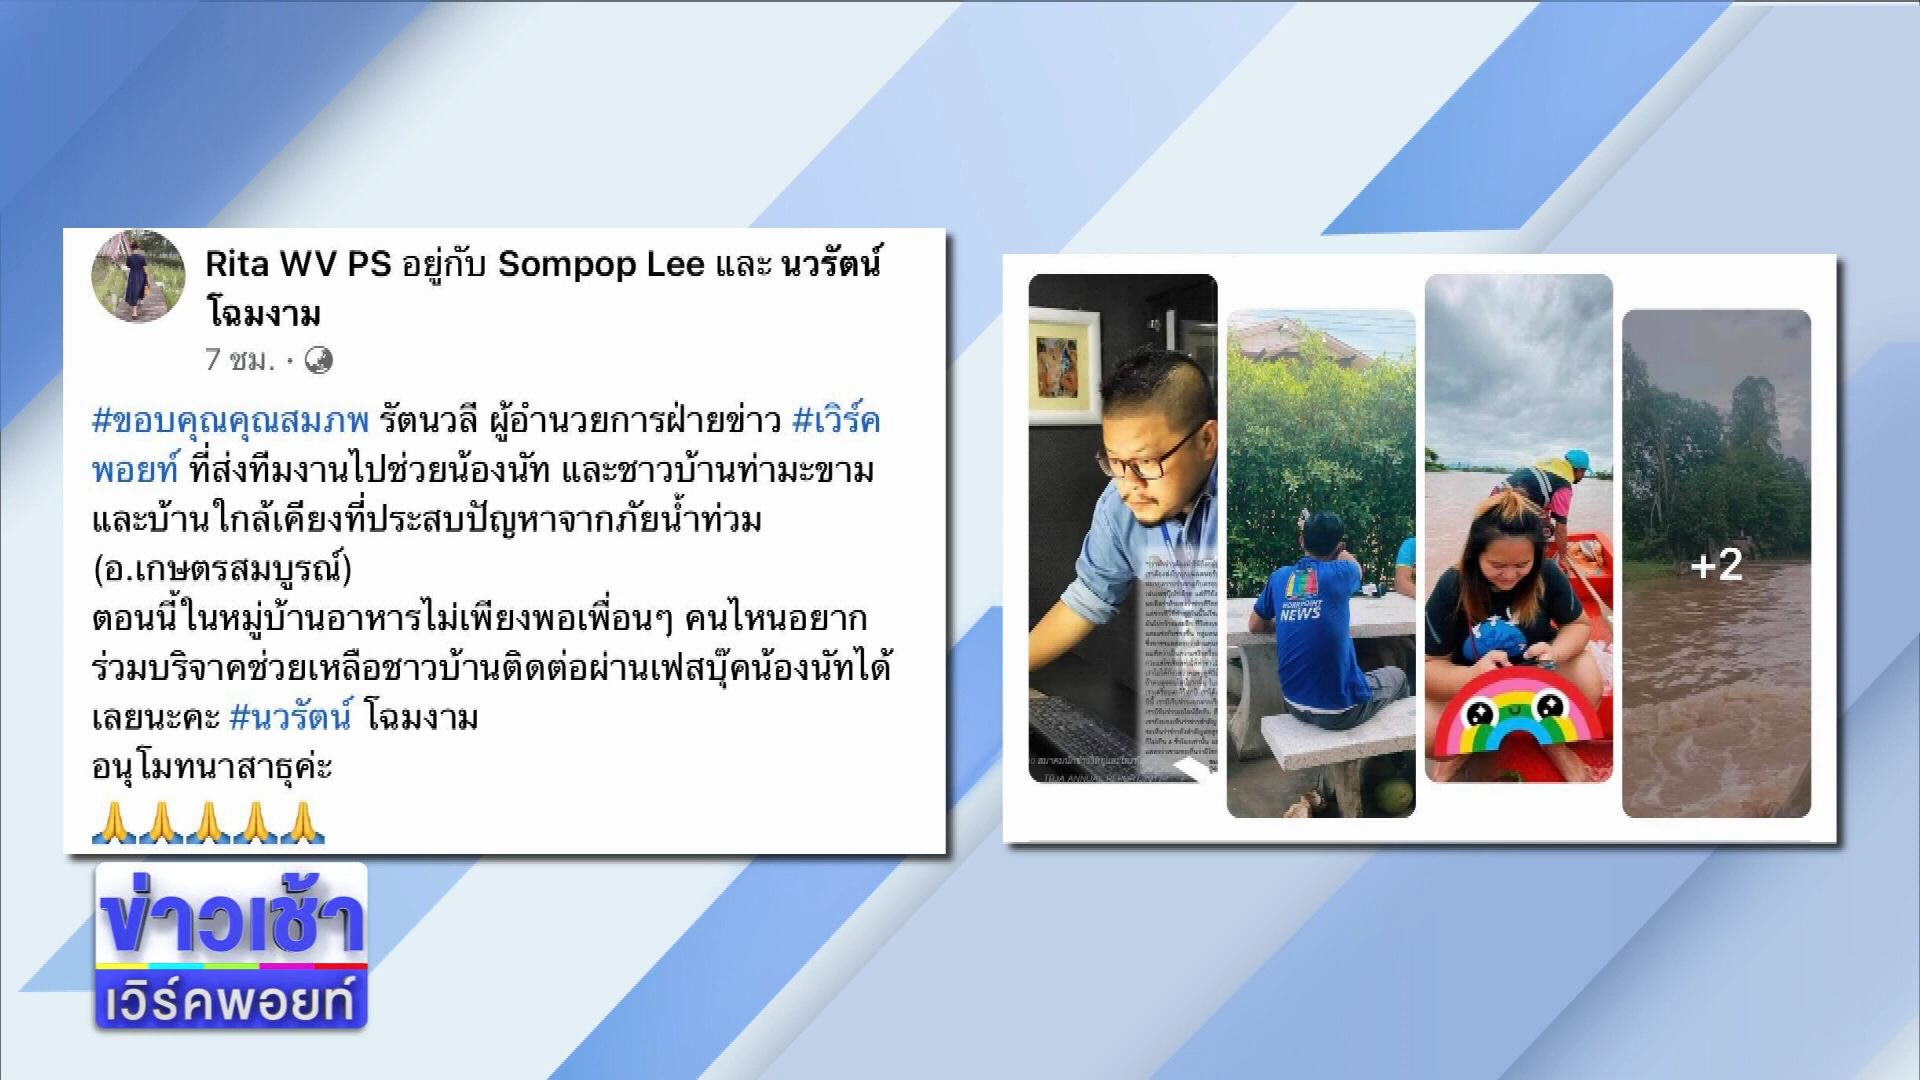 Rita WV PS อยู่กับ Sompop Lee และ นวรัตน์
โฉมงาม
7 ชม. ·
#ขอบคุณคุณสมภพ รัตนวลี ผู้อำนวยการฝ่ายข่าว #เวิร์ค
พอยท์ ที่ส่งทีมงานไปช่วยน้องนัท และชาวบ้านท่ามะขาม
และบ้านใกล้เคียงที่ประสบปัญหาจากภัยน้ำท่วม
(อ.เกษตรสมบูรณ์)
ตอนนี้ในหมู่บ้านอาหารไม่เพียงพอเพื่อนๆ คนไหนอยาก
ร่วมบริจาคช่วยเหลือชาวบ้านติดต่อผ่านเฟสบุ๊คน้องนัทได้
เลยนะคะ #นวรัตน์ โฉมงาม
อนุโมทนาสาธุค่ะ
🙏🙏🙏🙏🙏
WORKPOINT
NEWS
+2
TBJA ANNUAL REPORT
ข่าวเช้า
เวิร์คพอยท์